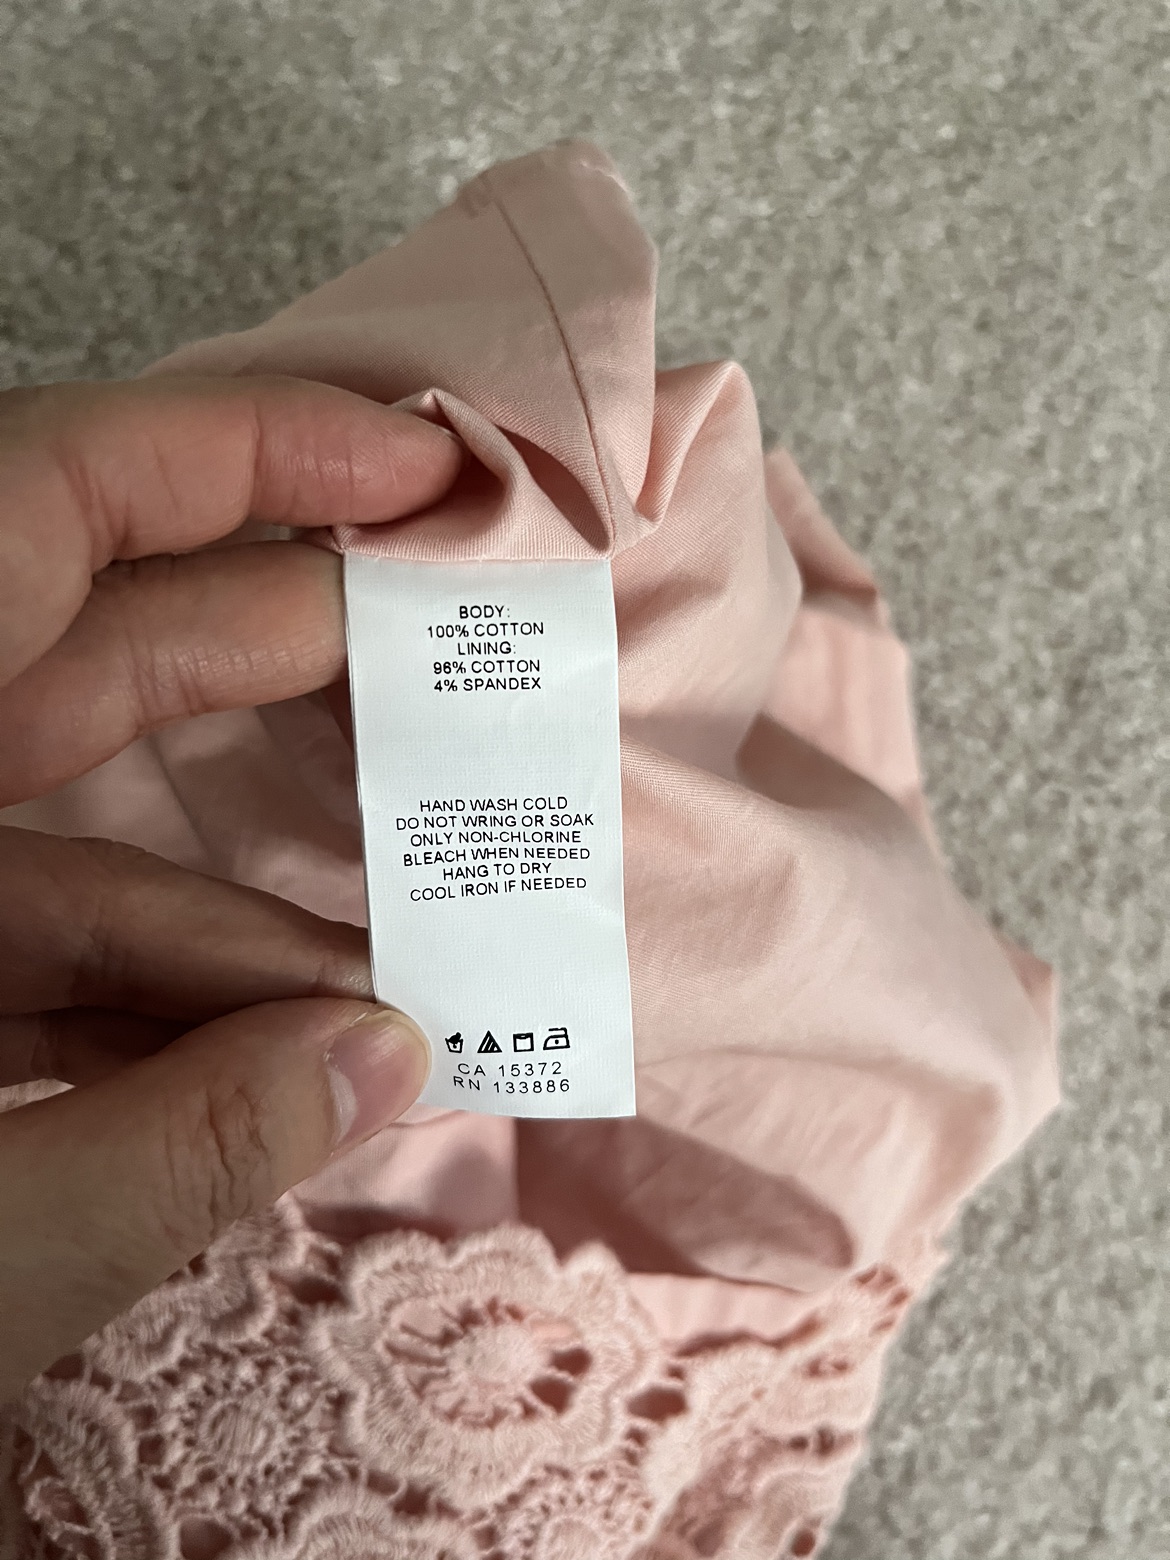 BODY:
100% COTTON
LINING:
96% COTTON
4% SPANDEX
HAND WASH COLD
DO NOT WRING OR SOAK
ONLY NON-CHLORINE
BLEACH WHEN NEEDED
HANG TO DRY
COOL IRON IF NEEDED
CA 15372
RN 133886